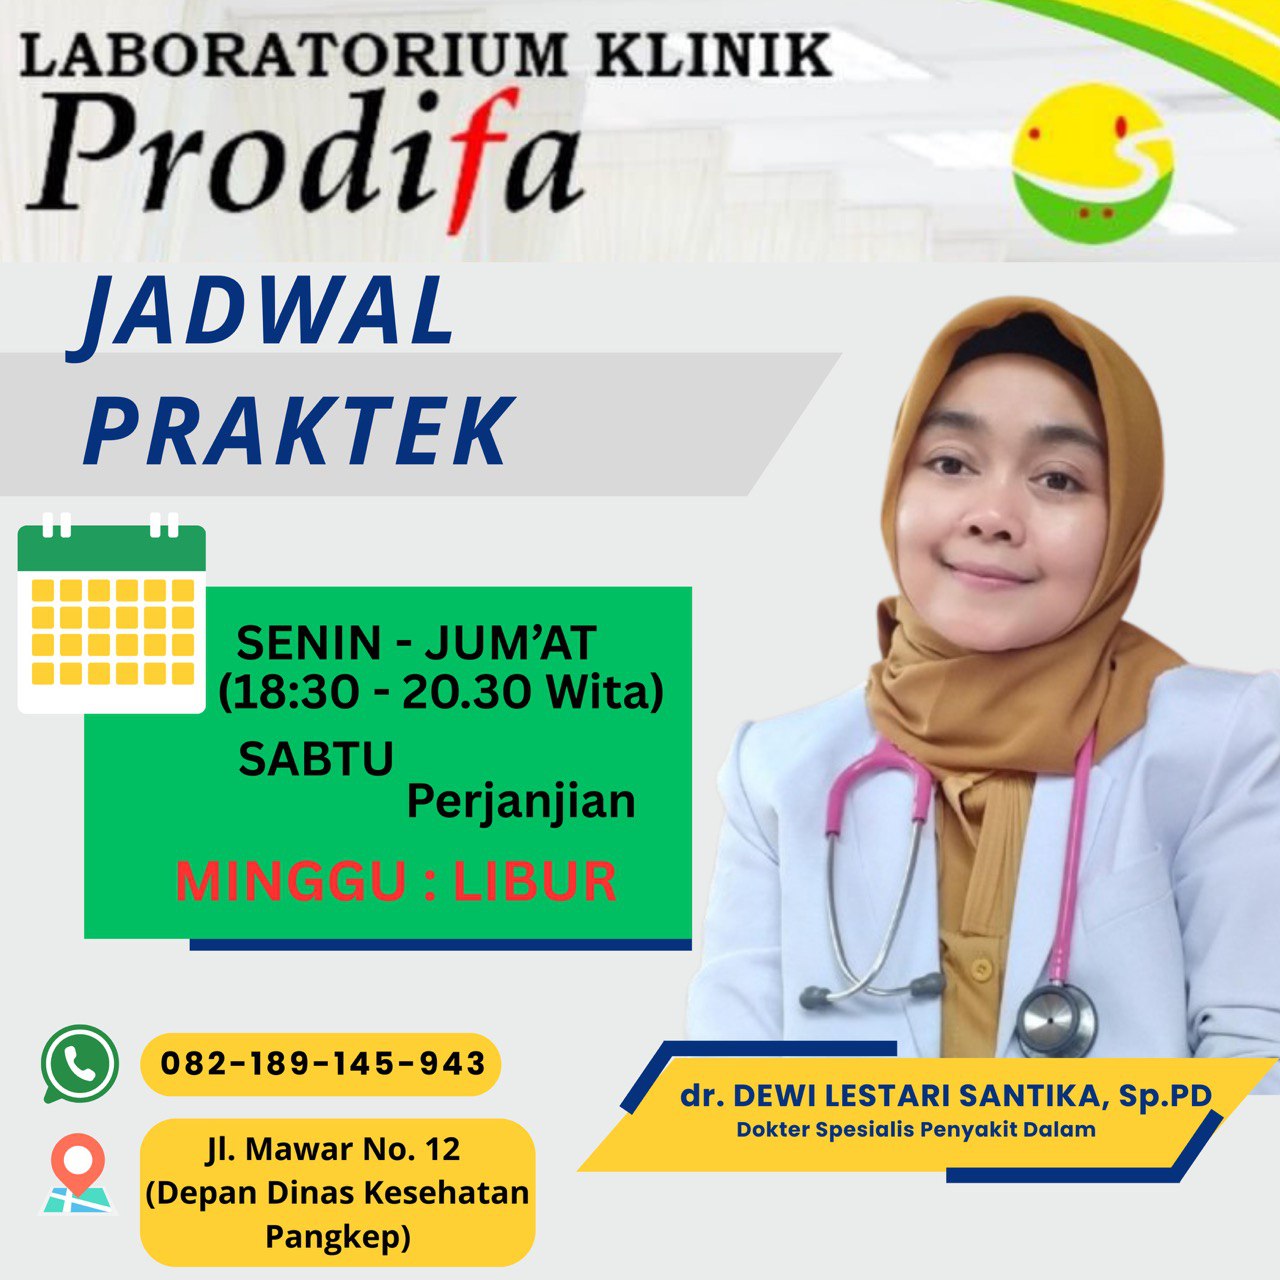 LABORATORIUM KLINIK
Prodifa
JADWAL
PRAKTEK
SENIN - JUM'AT
(18:30 - 20.30 Wita)
SABTU
Perjanjian
MINGGU : LIBUR
082-189-145-943
Jl. Mawar No. 12
(Depan Dinas Kesehatan
Pangkep)
dr. DEWI LESTARI SANTIKA, Sp.PD
Dokter Spesialis Penyakit Dalam